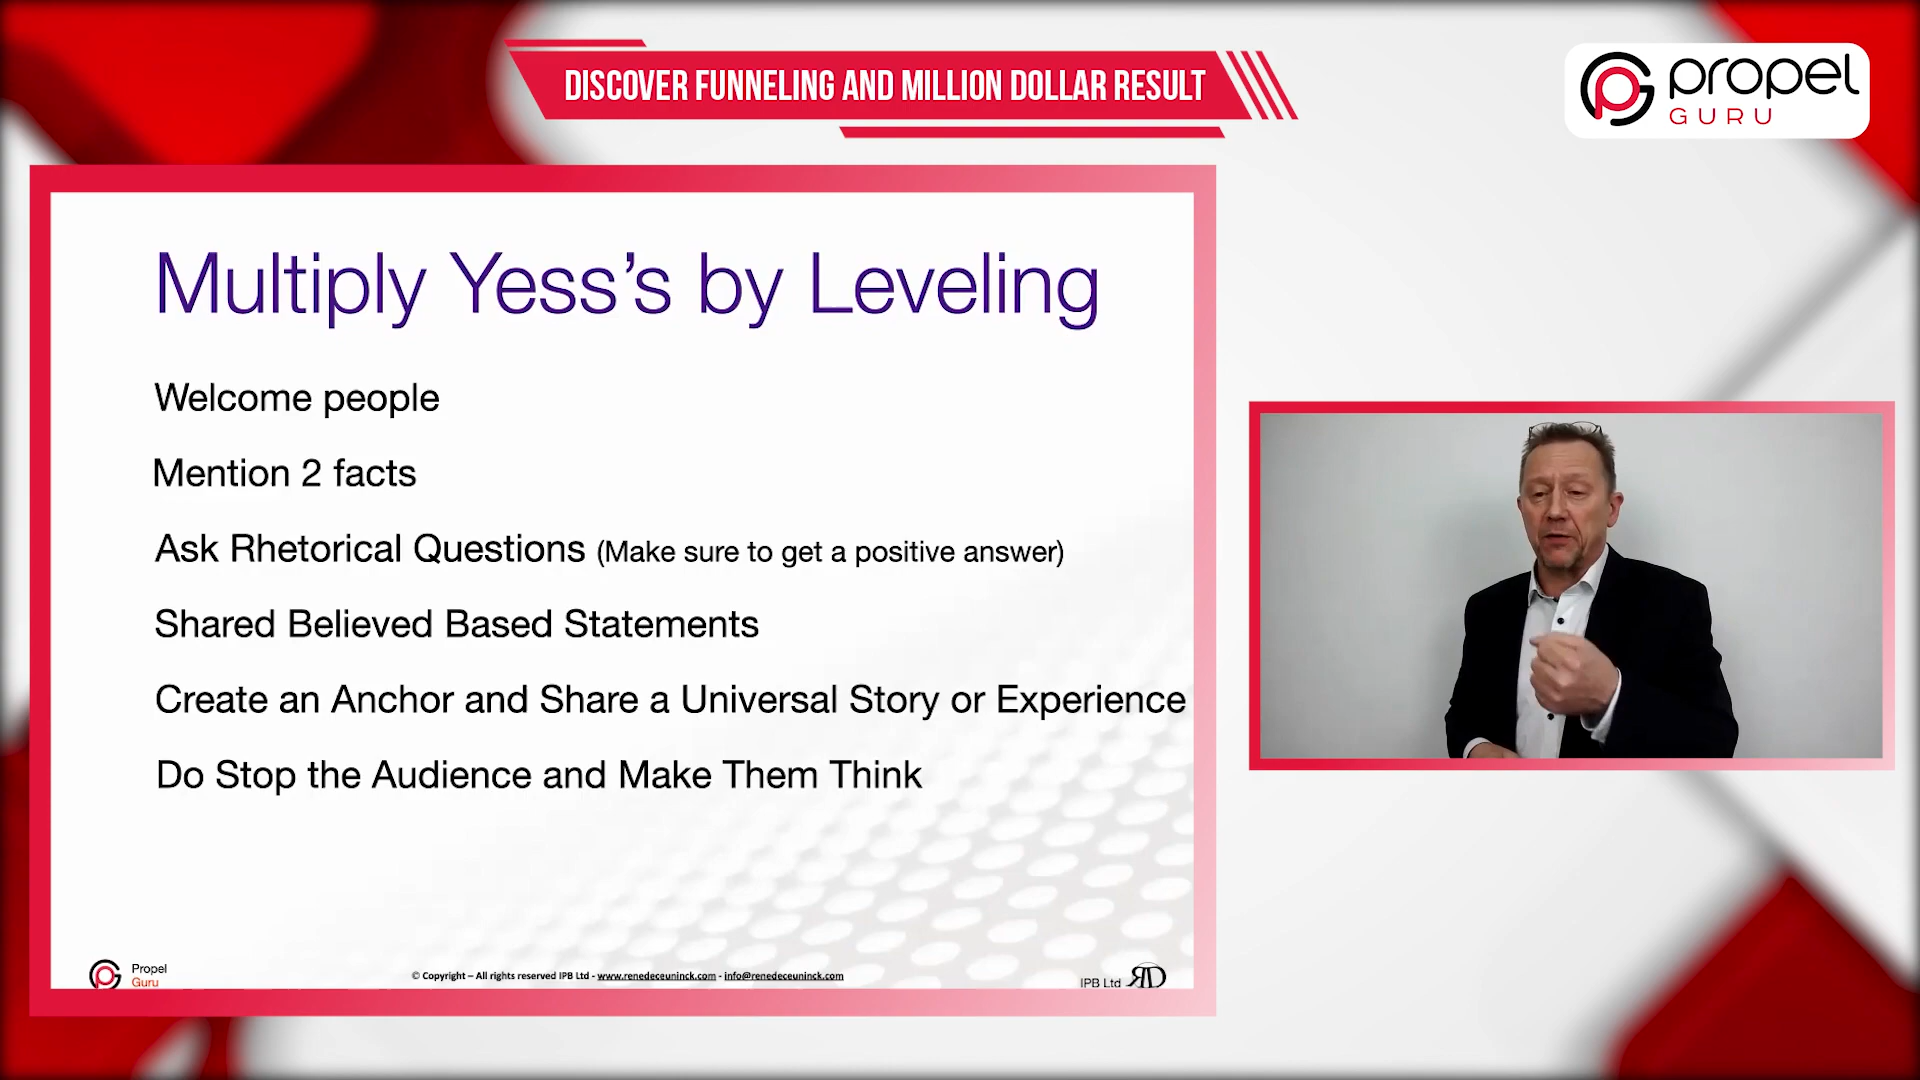 DISCOVER FUNNELING AND MILLION DOLLAR RESULT
propel
GURU
Multiply Yess’s by Leveling
Welcome people
Mention 2 facts
Ask Rhetorical Questions (Make sure to get a positive answer)
Shared Believed Based Statements
Create an Anchor and Share a Universal Story or Experience
Do Stop the Audience and Make Them Think
Propel
Guru
© Copyright – All rights reserved IPB Ltd - www.renedeceuninck.com - info@renedeceuninck.com
IPB Ltd RD